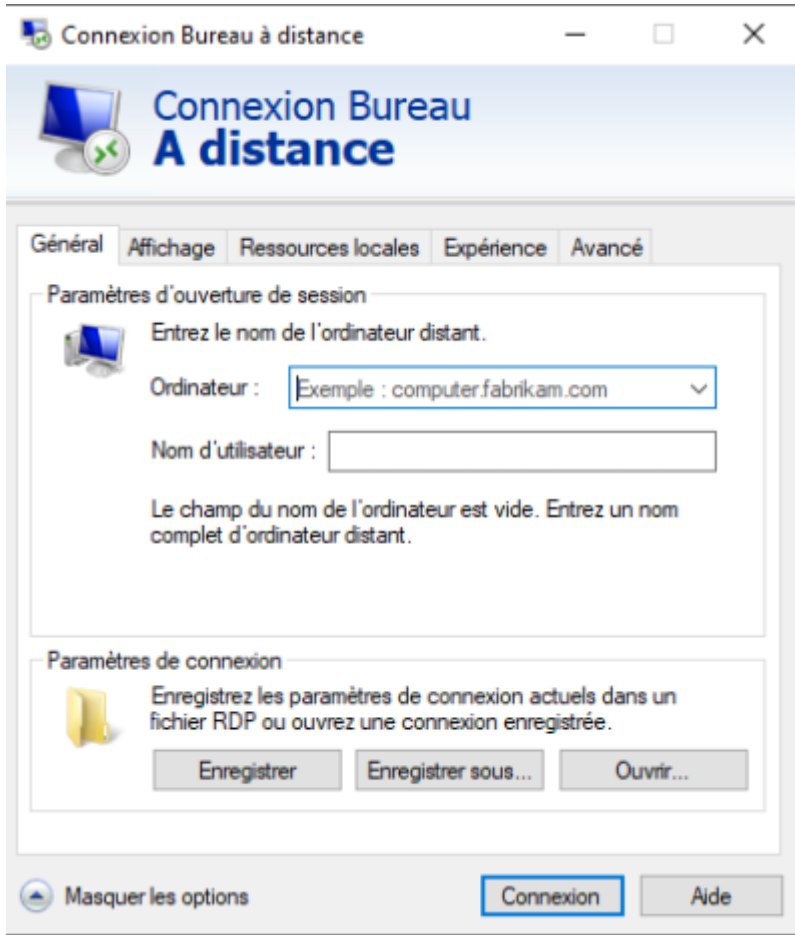 Connexion Bureau à distance
Connexion Bureau
A distance
Général Affichage Ressources locales Expérience Avancé
Paramètres d'ouverture de session
Entrez le nom de l'ordinateur distant.
Ordinateur : Exemple : computer.fabrikam.com
Nom d'utilisateur :
Le champ du nom de l'ordinateur est vide. Entrez un nom
complet d'ordinateur distant.
Paramètres de connexion
Enregistrez les paramètres de connexion actuels dans un
fichier RDP ou ouvrez une connexion enregistrée.
Enregistrer Enregistrer sous... Ouvrir...
Masquer les options Connexion Aide